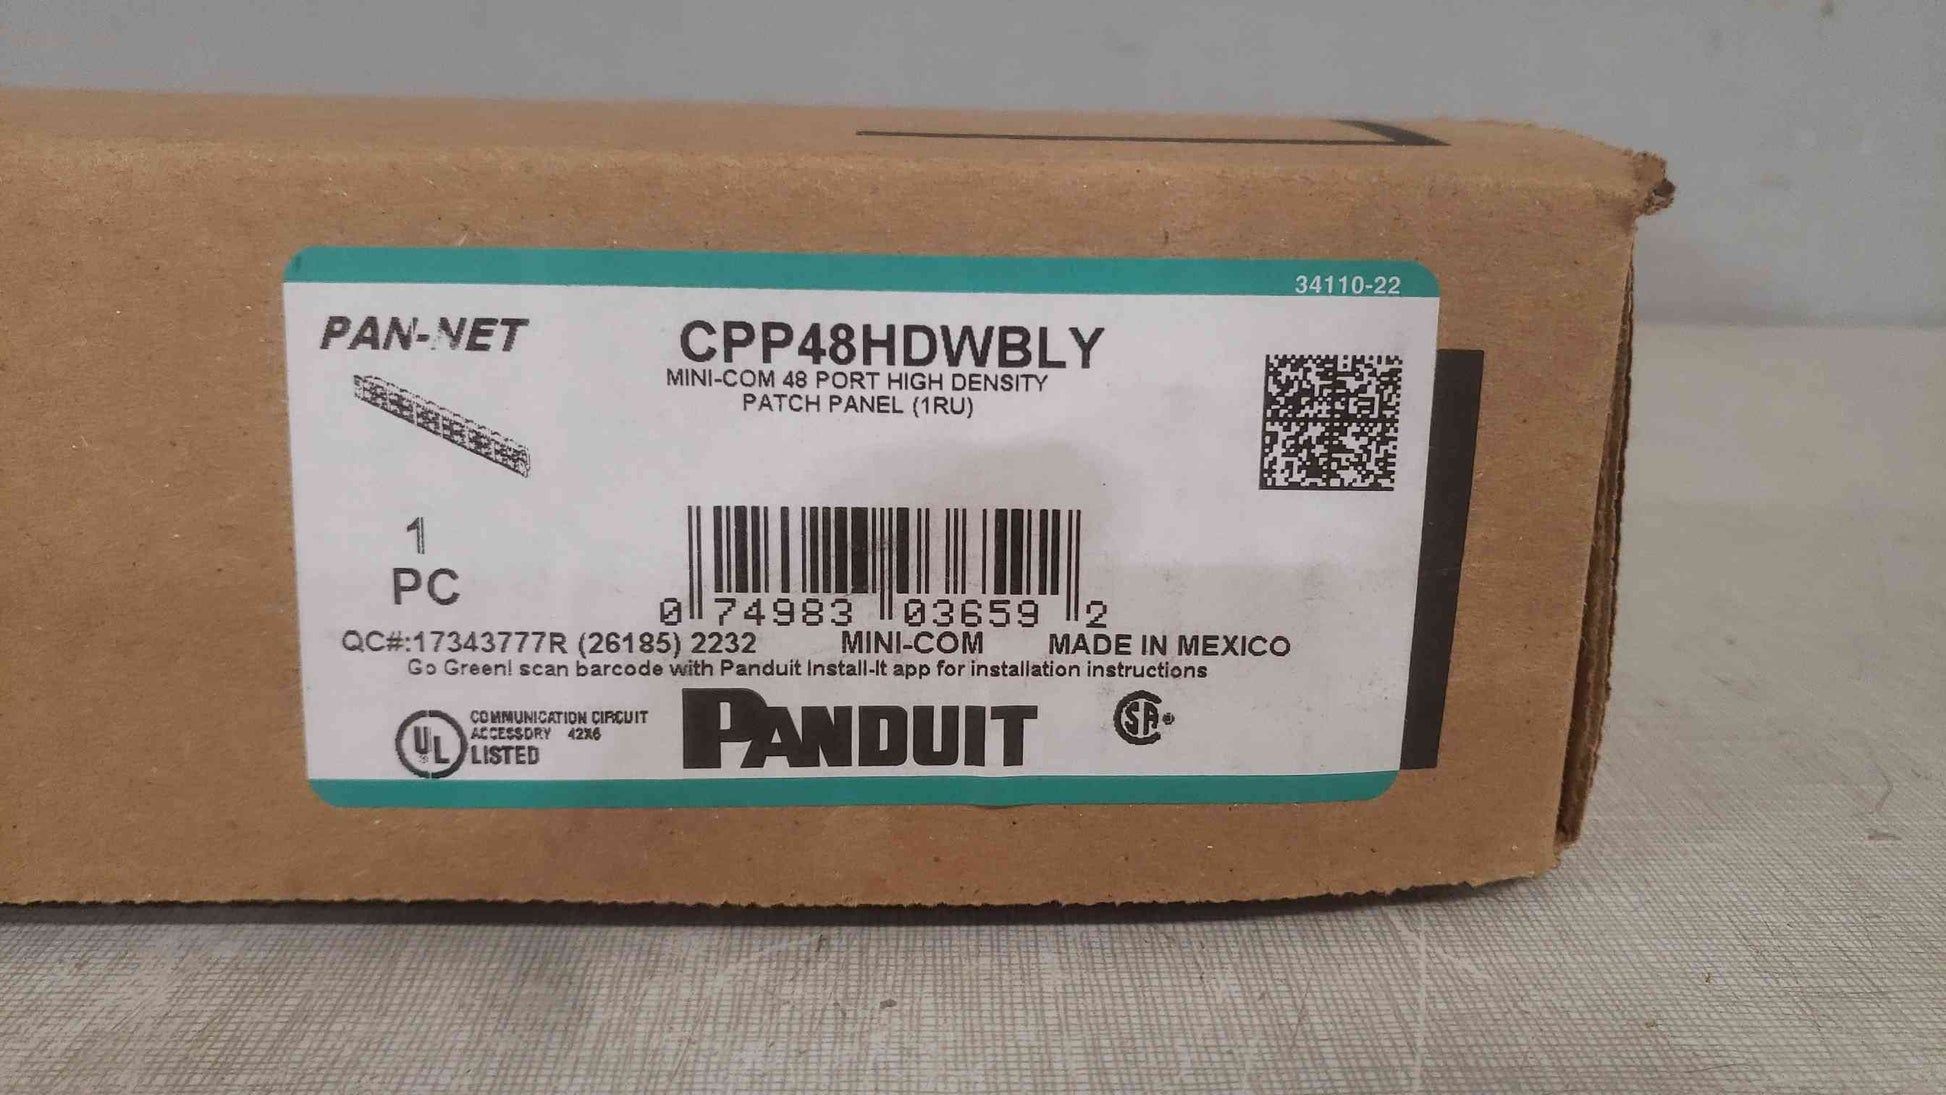 34110-22
PAN-NET
CPP48HDWBLY
MINI-COM 48 PORT HIGH DENSITY
PATCH PANEL (1RU)
1
PC
0 74983 03659 2
QC#:17343777R (26185) 2232 MINI-COM MADE IN MEXICO
Go Green! scan barcode with Panduit Install-It app for installation instructions
UL COMMUNICATION CIRCUIT
ACCESSORY 42X6
LISTED
PANDUIT
SA